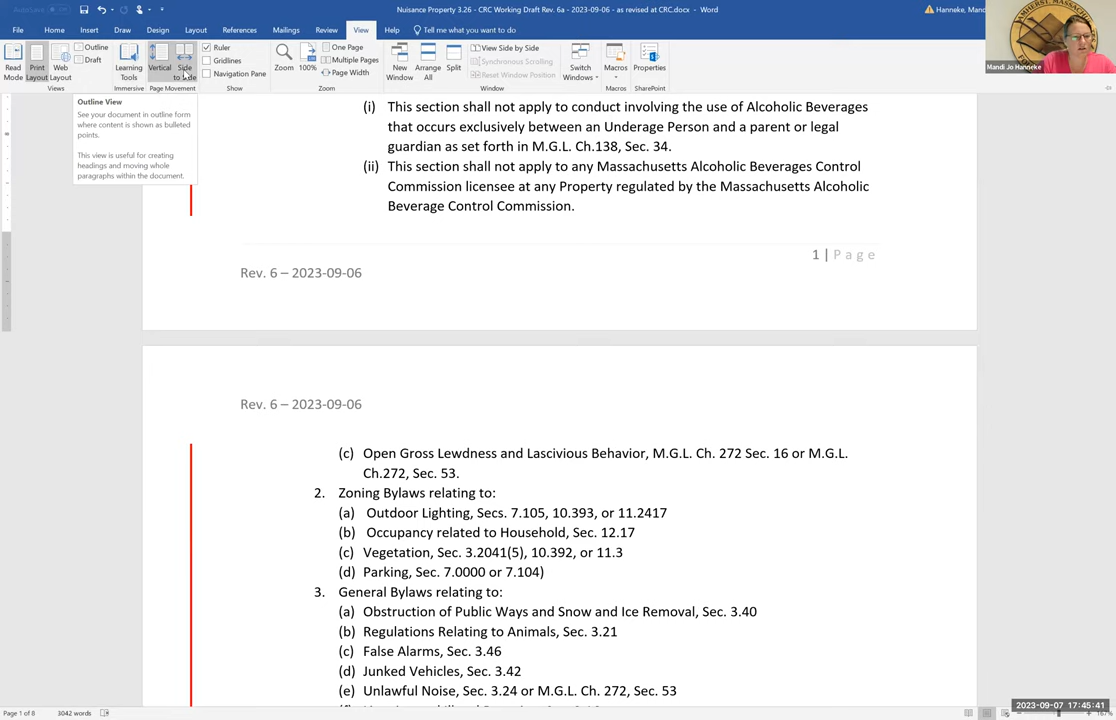 Nuisance Property 3.26 - CRC Working Draft Rev. 6a - 2023-09-06 - as revised at CRC.docx - Word
Hanneke, Mand
File Home Insert Draw Design Layout References Mailings Review View Help Tell me what you want to do
Read Mode
Print Layout
Web Layout
Outline
Draft
Views
Learning Tools
Immersive
Vertical
Side to Side
Page Movement
Ruler
Gridlines
Navigation Pane
Show
Zoom
100%
One Page
Multiple Pages
Page Width
Zoom
New Window
Arrange All
Split
View Side by Side
Synchronous Scrolling
Reset Window Position
Window
Switch Windows
Macros
Macros
Properties
SharePoint
Mandi Jo Hanneke
Outline View
See your document in outline form
where content is shown as bulleted
points.
This view is useful for creating
headings and moving whole
paragraphs within the document.
(i) This section shall not apply to conduct involving the use of Alcoholic Beverages
that occurs exclusively between an Underage Person and a parent or legal
guardian as set forth in M.G.L. Ch.138, Sec. 34.
(ii) This section shall not apply to any Massachusetts Alcoholic Beverages Control
Commission licensee at any Property regulated by the Massachusetts Alcoholic
Beverage Control Commission.
1 | Page
Rev. 6 – 2023-09-06
Rev. 6 – 2023-09-06
(c) Open Gross Lewdness and Lascivious Behavior, M.G.L. Ch. 272 Sec. 16 or M.G.L.
Ch.272, Sec. 53.
2. Zoning Bylaws relating to:
(a) Outdoor Lighting, Secs. 7.105, 10.393, or 11.2417
(b) Occupancy related to Household, Sec. 12.17
(c) Vegetation, Sec. 3.2041(5), 10.392, or 11.3
(d) Parking, Sec. 7.0000 or 7.104)
3. General Bylaws relating to:
(a) Obstruction of Public Ways and Snow and Ice Removal, Sec. 3.40
(b) Regulations Relating to Animals, Sec. 3.21
(c) False Alarms, Sec. 3.46
(d) Junked Vehicles, Sec. 3.42
(e) Unlawful Noise, Sec. 3.24 or M.G.L. Ch. 272, Sec. 53
Page 1 of 8 3042 words
2023-09-07 17:45:41